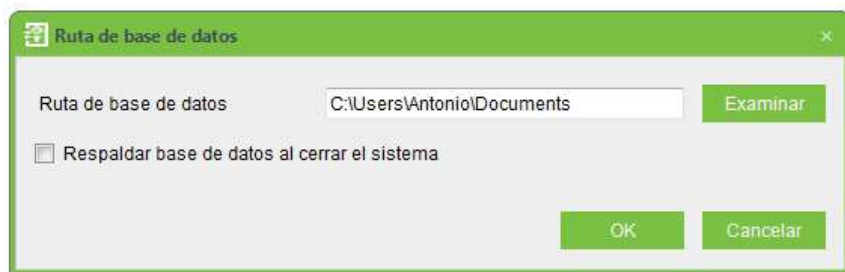 Ruta de base de datos
Ruta de base de datos C:\Users\Antonio\Documents Examinar
Respaldar base de datos al cerrar el sistema
OK Cancelar